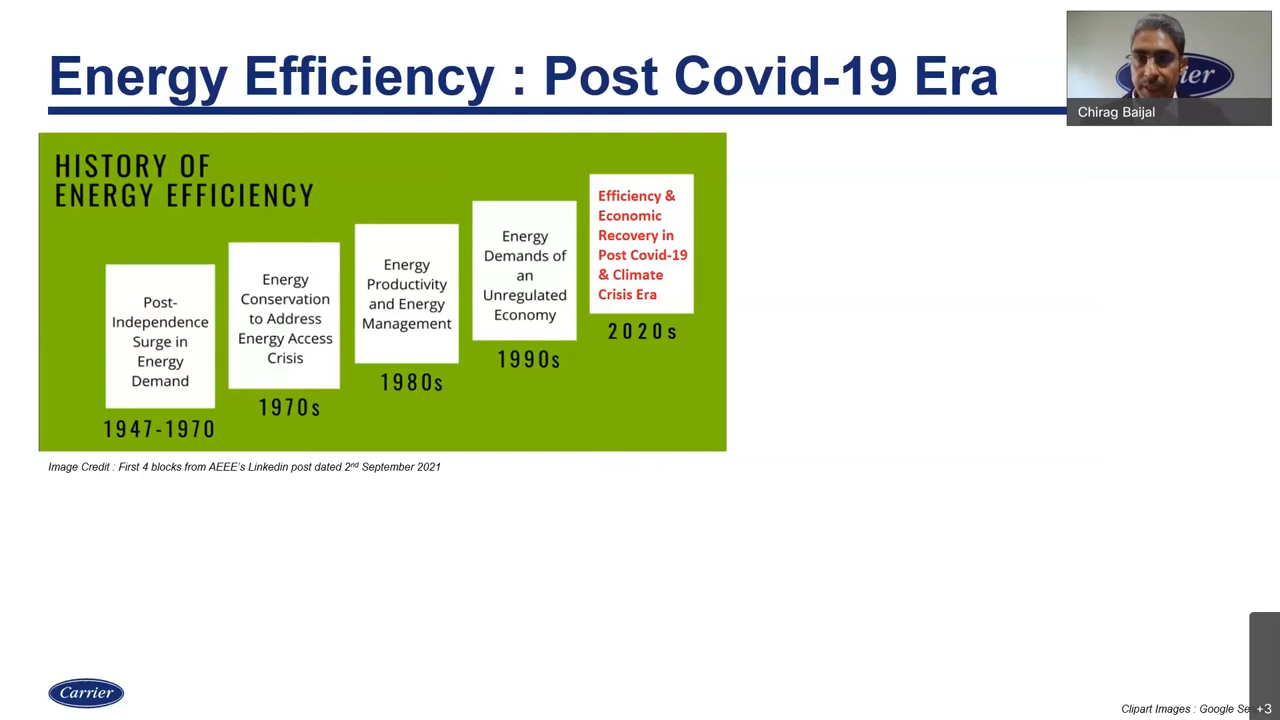 Energy Efficiency : Post Covid-19 Era
Chirag Baijal
HISTORY OF
ENERGY EFFICIENCY
Post-
Independence
Surge in
Energy
Demand
1947-1970
Energy
Conservation
to Address
Energy Access
Crisis
1970s
Energy
Productivity
and Energy
Management
1980s
Energy
Demands of
an
Unregulated
Economy
1990s
Efficiency &
Economic
Recovery in
Post Covid-19
& Climate
Crisis Era
2020s
Image Credit : First 4 blocks from AEEE's Linkedin post dated 2nd September 2021
Carrier
Clipart Images : Google
+3